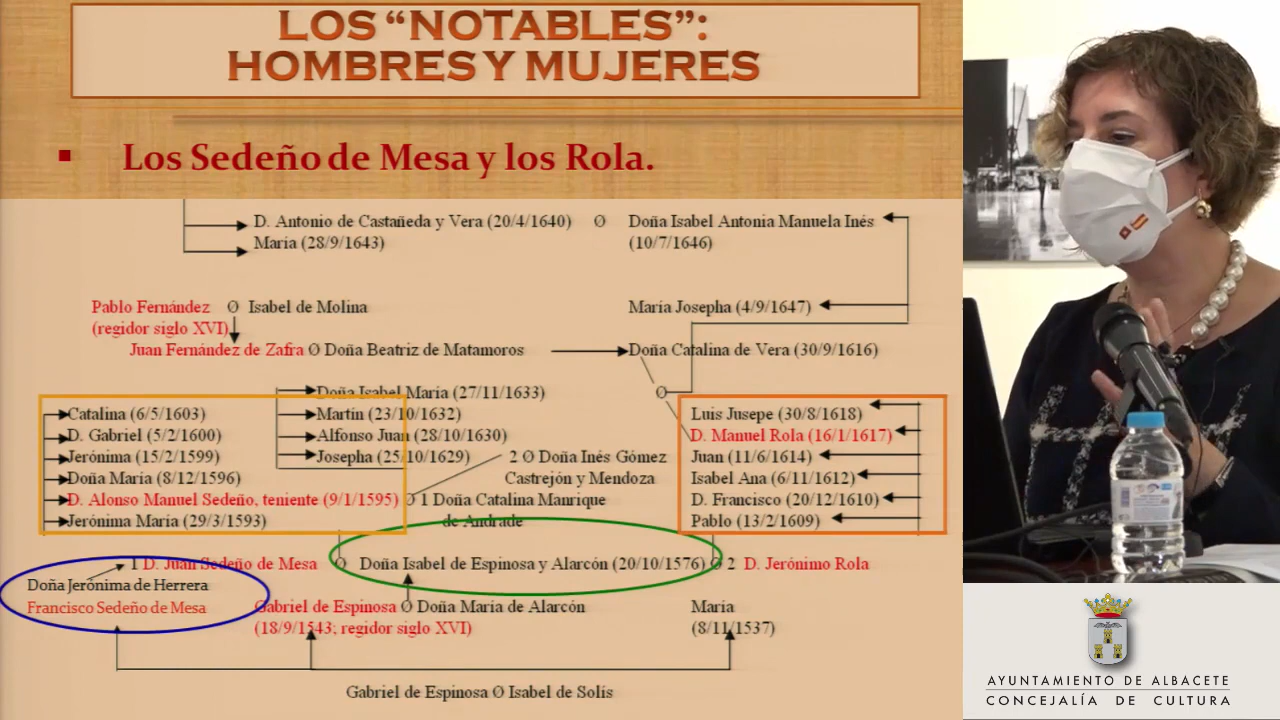 LOS “NOTABLES”:
HOMBRES Y MUJERES
▪ Los Sedeño de Mesa y los Rola.
D. Antonio de Castañeda y Vera (20/4/1640) Ø Doña Isabel Antonia Manuela Inés
María (28/9/1643) (10/7/1646)
Pablo Fernández Ø Isabel de Molina María Josepha (4/9/1647)
(regidor siglo XVI)
Juan Fernández de Zafra Ø Doña Beatriz de Matamoros Doña Catalina de Vera (30/9/1616)
Doña Isabel María (27/11/1633) Ø
Catalina (6/5/1603) Martín (23/10/1632) Luis Jusepe (30/8/1618)
D. Gabriel (5/2/1600) Alfonso Juan (28/10/1630) D. Manuel Rola (16/1/1617)
Jerónima (15/2/1599) Josepha (25/10/1629) 2 Ø Doña Inés Gómez Juan (11/6/1614)
Doña María (8/12/1596) Castrejón y Mendoza Isabel Ana (6/11/1612)
D. Alonso Manuel Sedeño, teniente (9/1/1595) Ø 1 Doña Catalina Manrique D. Francisco (20/12/1610)
Jerónima María (29/3/1593) de Andrade Pablo (13/2/1609)
1 D. Juan Sedeño de Mesa Ø Doña Isabel de Espinosa y Alarcón (20/10/1576) Ø 2 D. Jerónimo Rola
Doña Jerónima de Herrera
Francisco Sedeño de Mesa Gabriel de Espinosa Ø Doña María de Alarcón María
(18/9/1543; regidor siglo XVI) (8/11/1537)
Gabriel de Espinosa Ø Isabel de Solís
AYUNTAMIENTO DE ALBACETE
CONCEJALÍA DE CULTURA